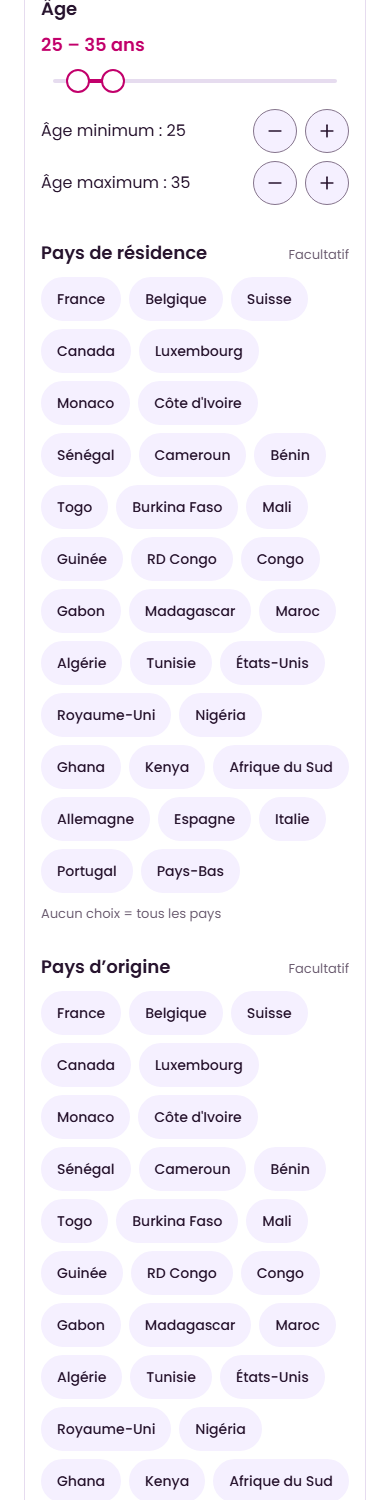 Âge
25 – 35 ans
Âge minimum : 25 − +
Âge maximum : 35 − +
Pays de résidence Facultatif
France Belgique Suisse
Canada Luxembourg
Monaco Côte d'Ivoire
Sénégal Cameroun Bénin
Togo Burkina Faso Mali
Guinée RD Congo Congo
Gabon Madagascar Maroc
Algérie Tunisie États-Unis
Royaume-Uni Nigéria
Ghana Kenya Afrique du Sud
Allemagne Espagne Italie
Portugal Pays-Bas
Aucun choix = tous les pays
Pays d’origine Facultatif
France Belgique Suisse
Canada Luxembourg
Monaco Côte d'Ivoire
Sénégal Cameroun Bénin
Togo Burkina Faso Mali
Guinée RD Congo Congo
Gabon Madagascar Maroc
Algérie Tunisie États-Unis
Royaume-Uni Nigéria
Ghana Kenya Afrique du Sud